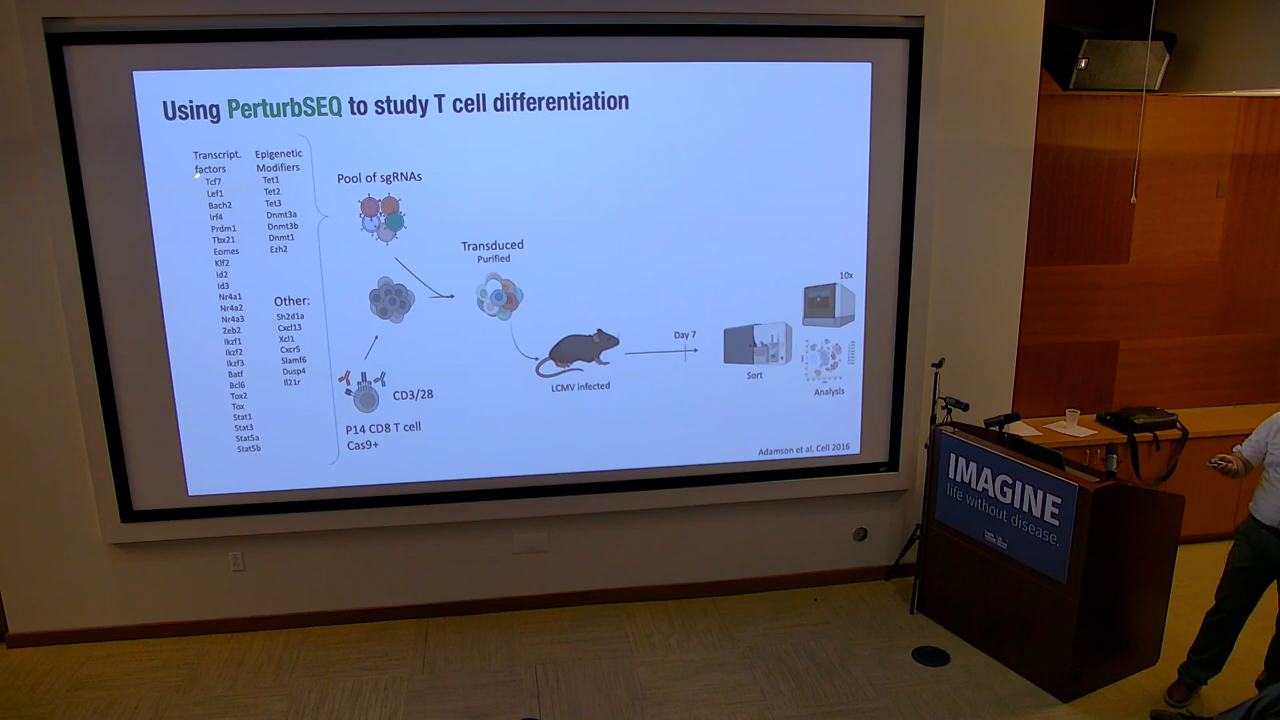 Using PerturbSEQ to study T cell differentiation
Transcript.
factors
Tcf7
Lef1
Bach2
Irf4
Prdm1
Tbx21
Eomes
Klf2
Id2
Id3
Nr4a1
Nr4a2
Nr4a3
Zeb2
Ikzf1
Ikzf2
Ikzf3
Batf
Bcl6
Tox2
Tox
Stat1
Stat3
Stat5a
Stat5b
Epigenetic
Modifiers
Tet1
Tet2
Tet3
Dnmt3a
Dnmt3b
Dnmt1
Ezh2
Other:
Sh2d1a
Cxcl13
Xcl1
Cxcr5
Slamf6
Dusp4
Il21r
Pool of sgRNAs
CD3/28
P14 CD8 T cell
Cas9+
Transduced
Purified
LCMV infected
Day 7
Sort
10x
Analysis
Adamson et al. Cell 2016
IMAGINE
life without disease.